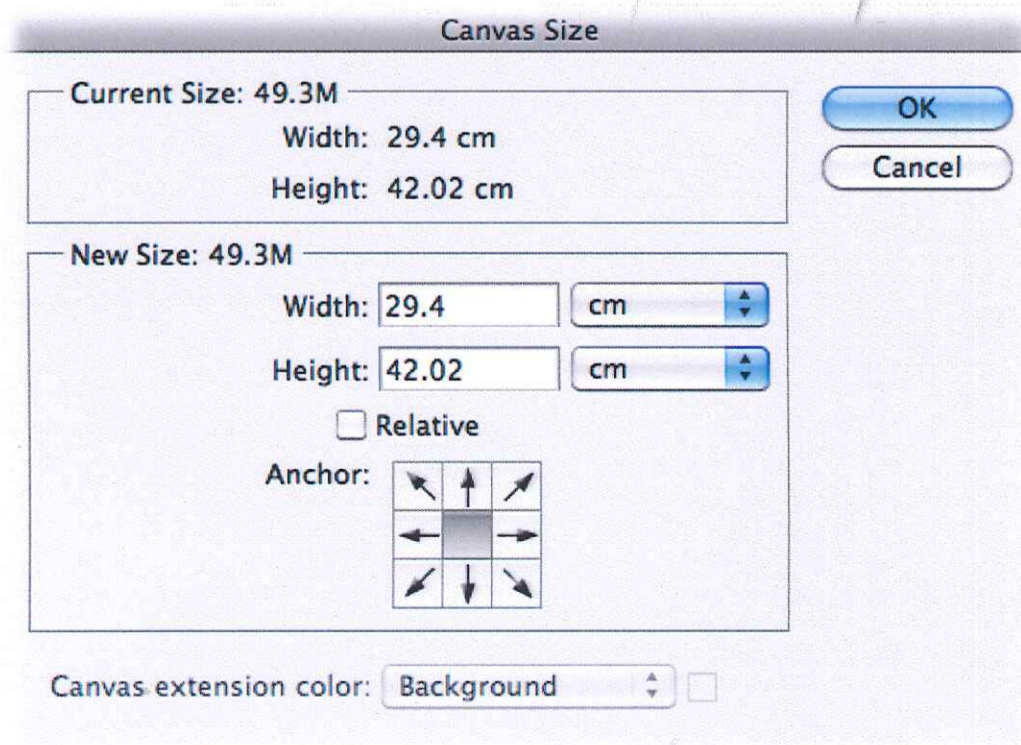 Canvas Size
Current Size: 49.3M
Width: 29.4 cm
Height: 42.02 cm
OK
Cancel
New Size: 49.3M
Width: 29.4 cm
Height: 42.02 cm
Relative
Anchor:
Canvas extension color: Background